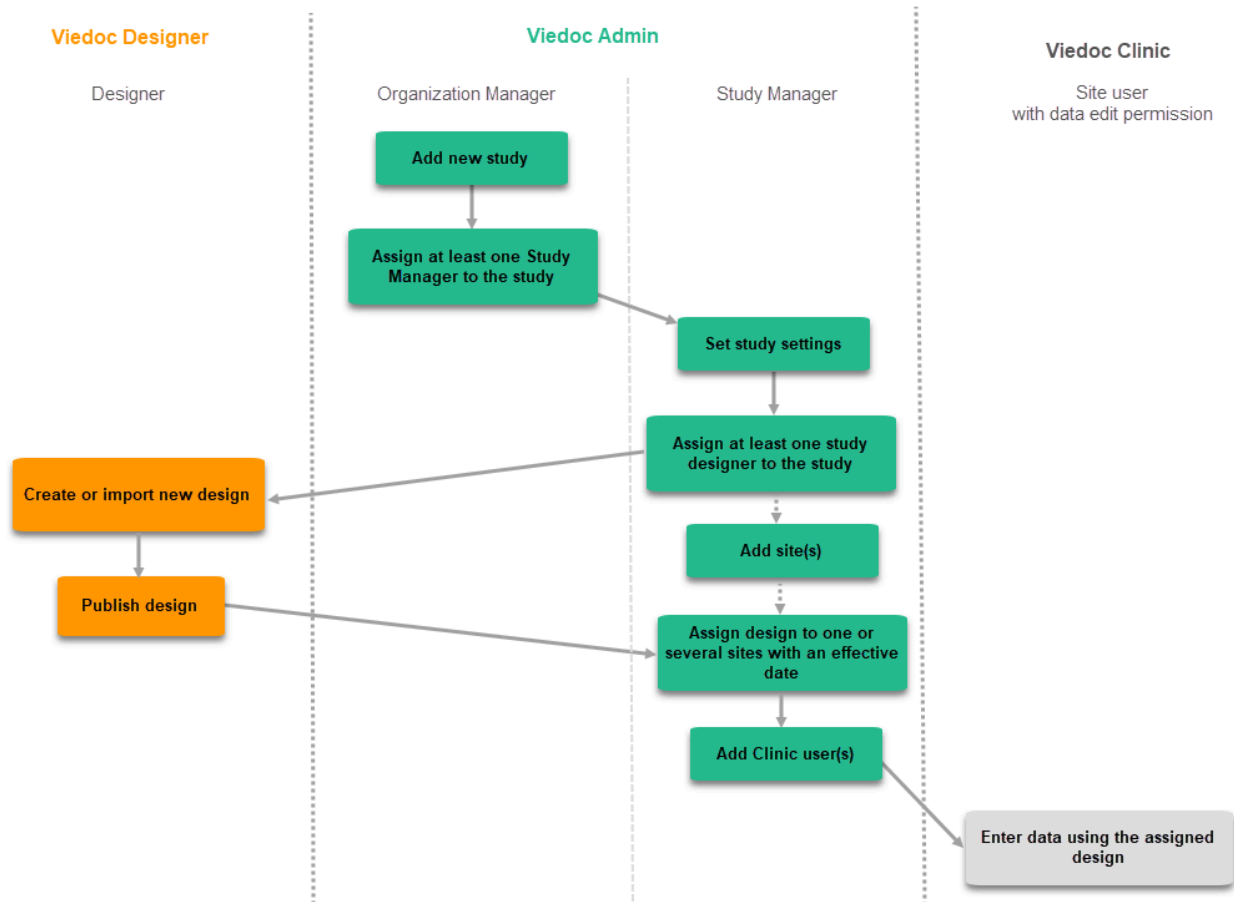 Viedoc Designer
Viedoc Admin
Viedoc Clinic
Designer
Organization Manager
Study Manager
Site user
with data edit permission
Add new study
Assign at least one Study
Manager to the study
Set study settings
Assign at least one study
designer to the study
Create or import new design
Add site(s)
Publish design
Assign design to one or
several sites with an effective
date
Add Clinic user(s)
Enter data using the assigned
design